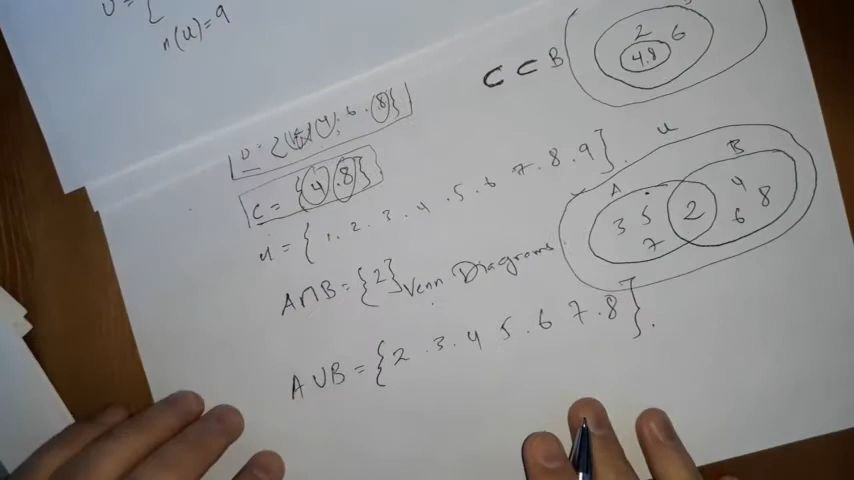 U = {
n(U) = 9
C ⊂ B
2 6
4.8
C = { 4 .8 }
U = { 1. 2. 3. 4 .5 .6 7. 8 .9 }.
U
A B
3 5 7 2 4 6 8
A∩B = {2} Venn Diagrams
A∪B = { 2 .3. 4 5 .6 7 .8 }.